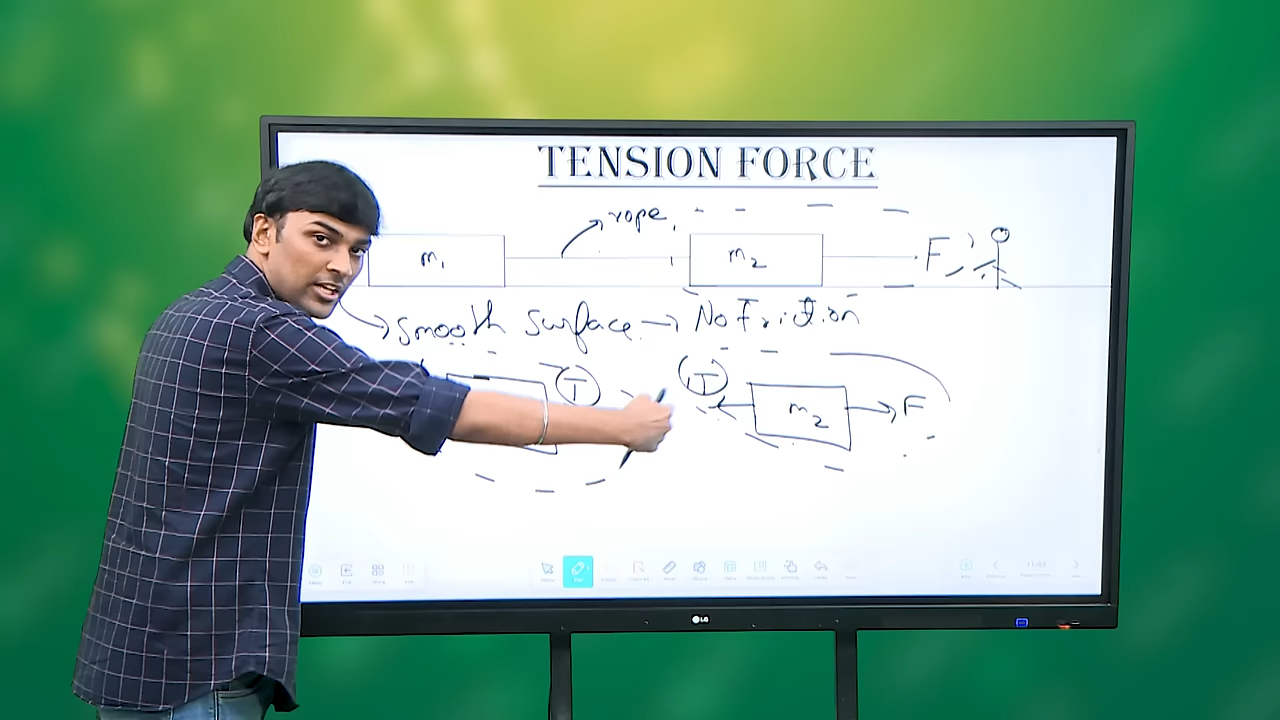 TENSION FORCE
rope
m₁
m₂
F
Smooth surface → No Friction
T
T
m₂
F
LG